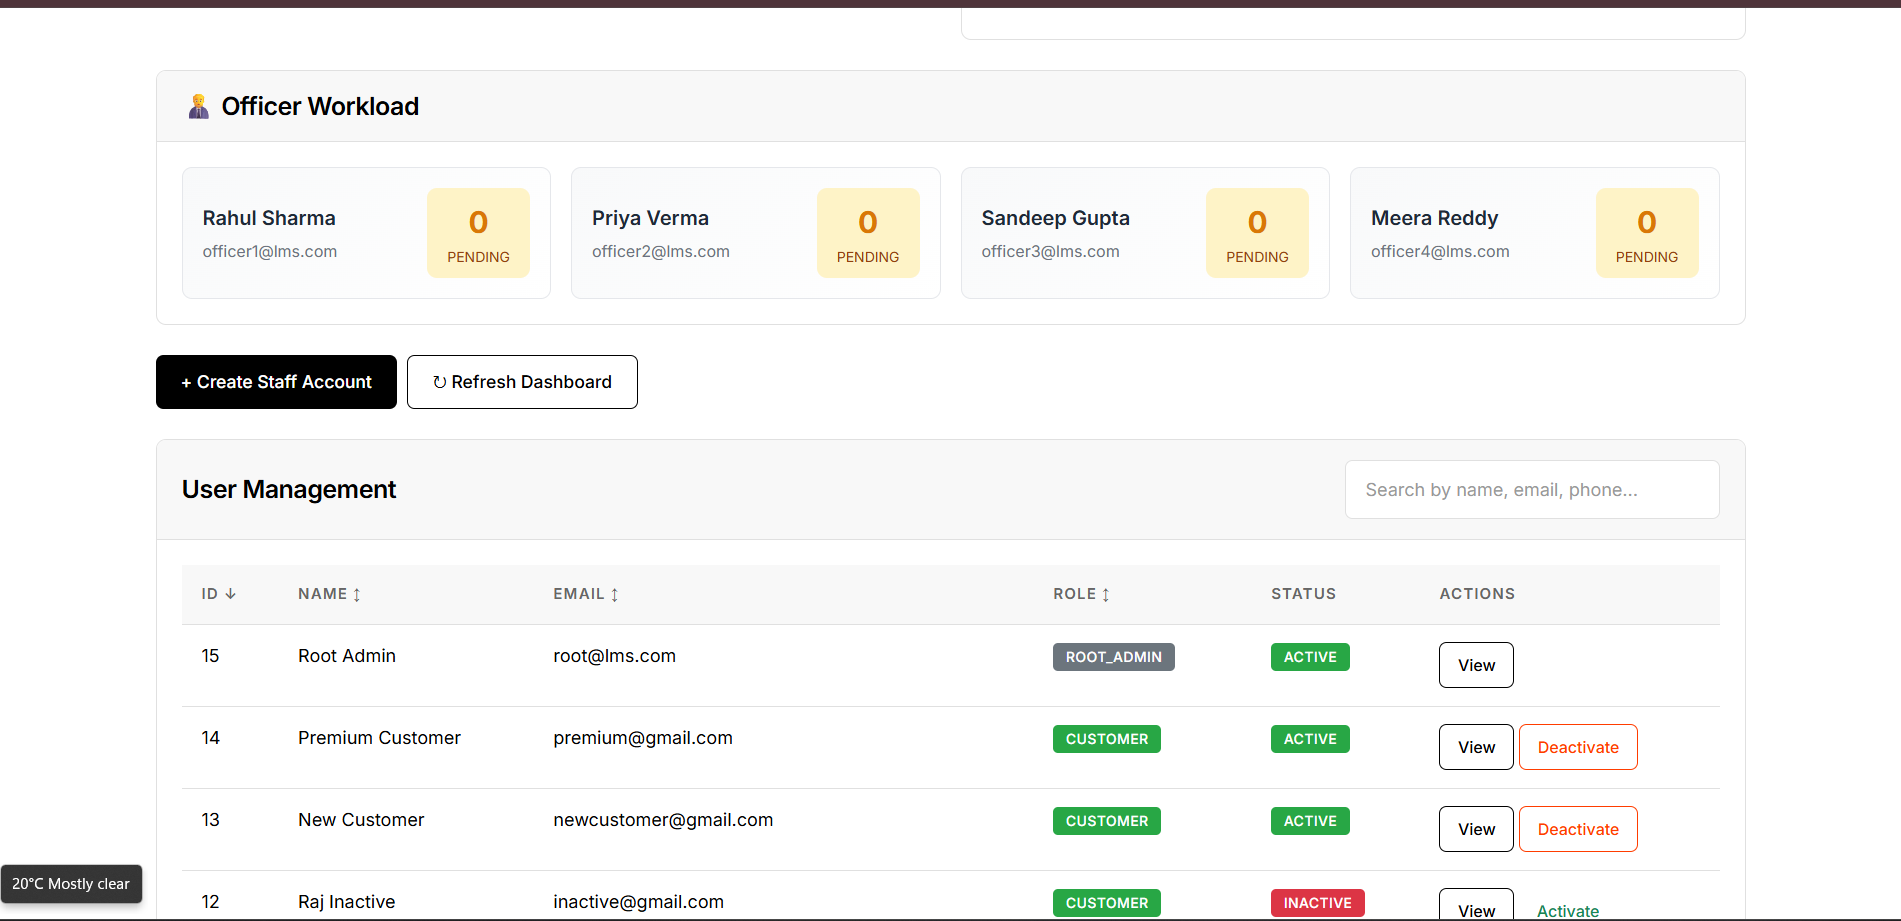 Officer Workload
Rahul Sharma
officer1@lms.com
0
PENDING
Priya Verma
officer2@lms.com
0
PENDING
Sandeep Gupta
officer3@lms.com
0
PENDING
Meera Reddy
officer4@lms.com
0
PENDING
+ Create Staff Account
↻ Refresh Dashboard
User Management
Search by name, email, phone...
ID ↓ NAME ↕ EMAIL ↕ ROLE ↕ STATUS ACTIONS
15 Root Admin root@lms.com ROOT_ADMIN ACTIVE View
14 Premium Customer premium@gmail.com CUSTOMER ACTIVE View Deactivate
13 New Customer newcustomer@gmail.com CUSTOMER ACTIVE View Deactivate
12 Raj Inactive inactive@gmail.com CUSTOMER INACTIVE View Activate
20°C Mostly clear